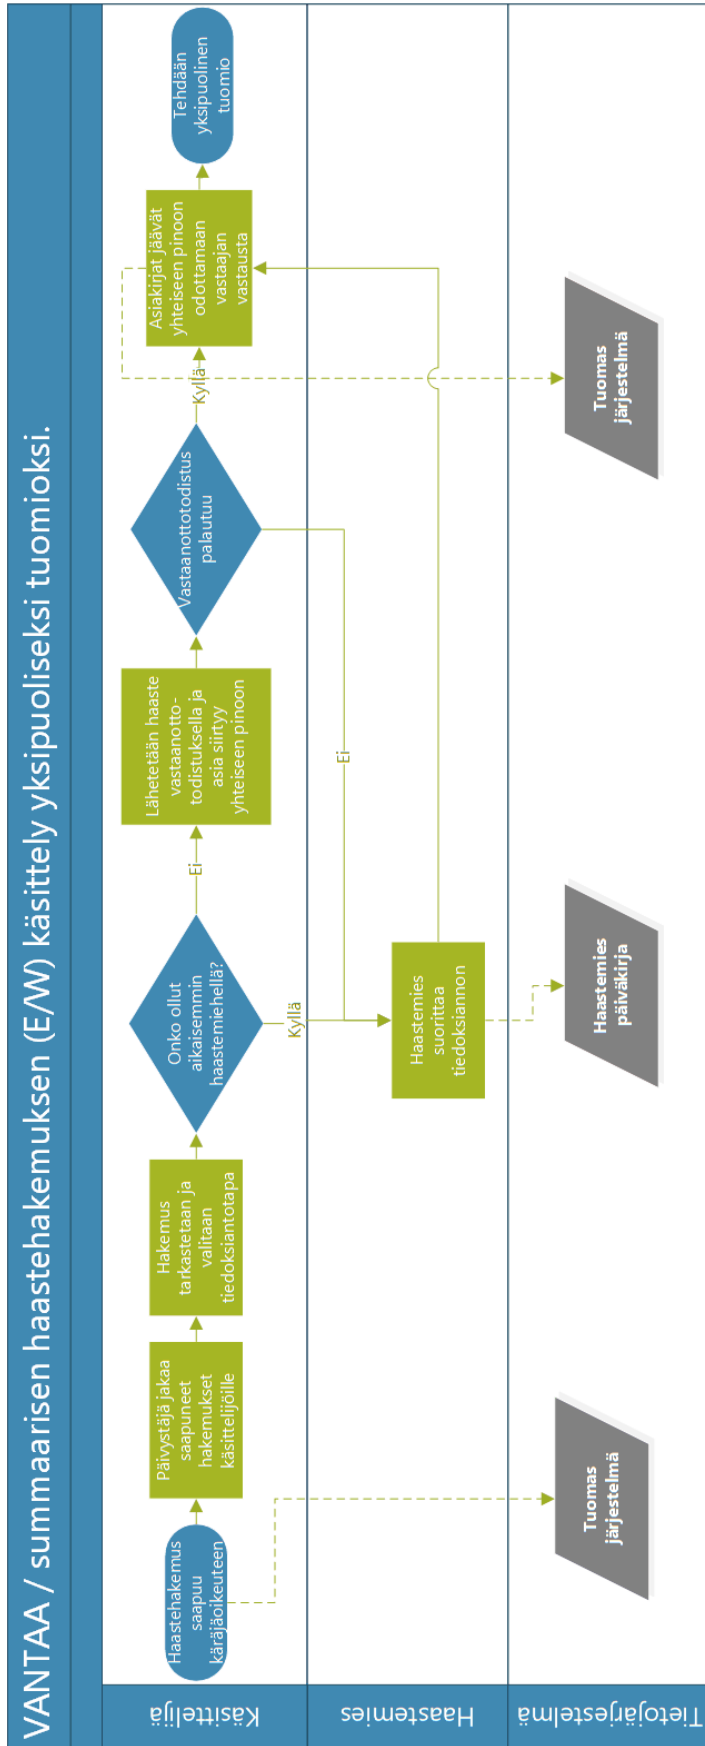 VANTAA / summaarisen haastehakemuksen (E/W) käsittely yksipuoliseksi tuomioksi.
Käsittelijä
Haastehakemus
saapuu
käräjäoikeuteen
Päivystäjä jakaa
saapuneet
hakemukset
käsittelijöille
Hakemus
tarkastetaan ja
valitaan
tiedoksiantotapa
Onko ollut
aikaisemmin
haastemiehellä?
Ei
Kyllä
Lähetetään haaste
vastaanotto-
todistuksella ja
asia siirtyy
yhteiseen pinoon
Vastaanottotodistus
palautuu
Kyllä
Ei
Asiakirjat jäävät
yhteiseen pinoon
odottamaan
vastaajan
vastausta
Tehdään
yksipuolinen
tuomio
Haastemies
Haastemies
suorittaa
tiedoksiannon
Tietojärjestelmä
Tuomas
järjestelmä
Haastemies
päiväkirja
Tuomas
järjestelmä